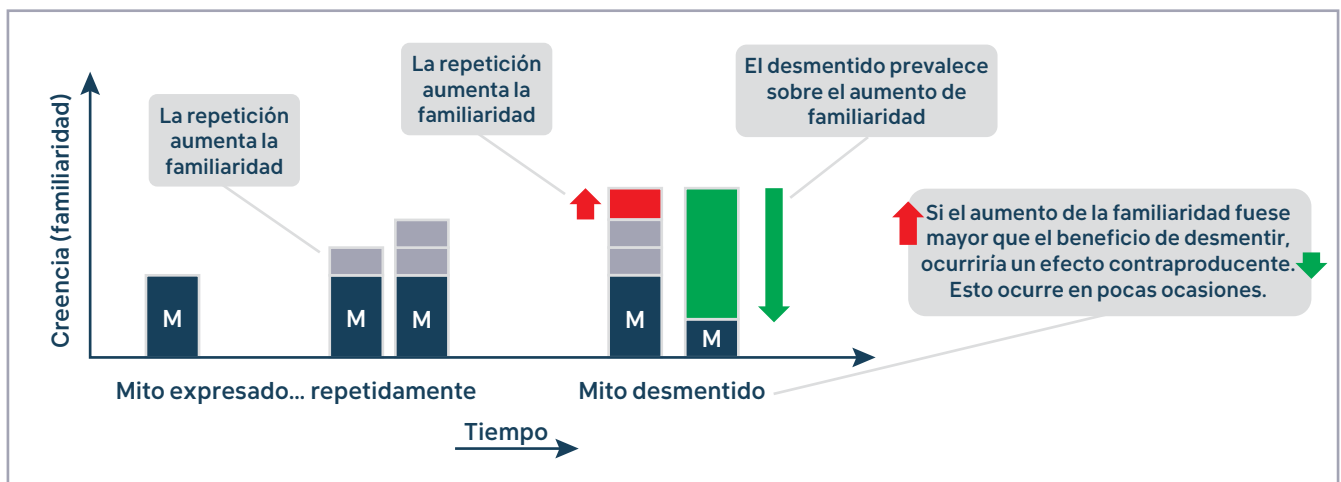 La repetición
aumenta la
familiaridad
La repetición
aumenta la
familiaridad
El desmentido prevalece
sobre el aumento de
familiaridad
Si el aumento de la familiaridad fuese
mayor que el beneficio de desmentir,
ocurriría un efecto contraproducente.
Esto ocurre en pocas ocasiones.
Creencia (familiaridad)
M
M
M
M
M
Mito expresado... repetidamente
Mito desmentido
Tiempo